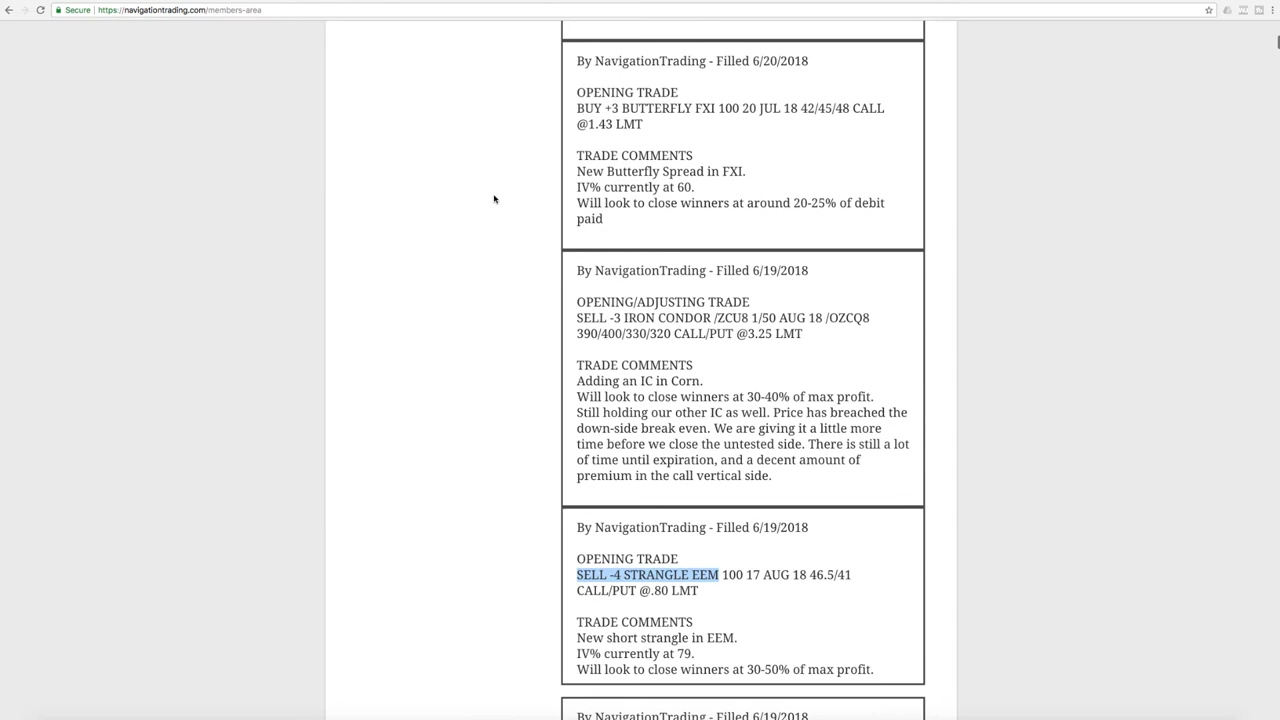 Secure
https://navigationtrading.com/members-area
By NavigationTrading - Filled 6/20/2018
OPENING TRADE
BUY +3 BUTTERFLY FXI 100 20 JUL 18 42/45/48 CALL
@1.43 LMT
TRADE COMMENTS
New Butterfly Spread in FXI.
IV% currently at 60.
Will look to close winners at around 20-25% of debit
paid
By NavigationTrading - Filled 6/19/2018
OPENING/ADJUSTING TRADE
SELL -3 IRON CONDOR /ZCU8 1/50 AUG 18 /OZCQ8
390/400/330/320 CALL/PUT @3.25 LMT
TRADE COMMENTS
Adding an IC in Corn.
Will look to close winners at 30-40% of max profit.
Still holding our other IC as well. Price has breached the
down-side break even. We are giving it a little more
time before we close the untested side. There is still a lot
of time until expiration, and a decent amount of
premium in the call vertical side.
By NavigationTrading - Filled 6/19/2018
OPENING TRADE
SELL -4 STRANGLE EEM 100 17 AUG 18 46.5/41
CALL/PUT @.80 LMT
TRADE COMMENTS
New short strangle in EEM.
IV% currently at 79.
Will look to close winners at 30-50% of max profit.
By NavigationTrading - Filled 6/19/2018